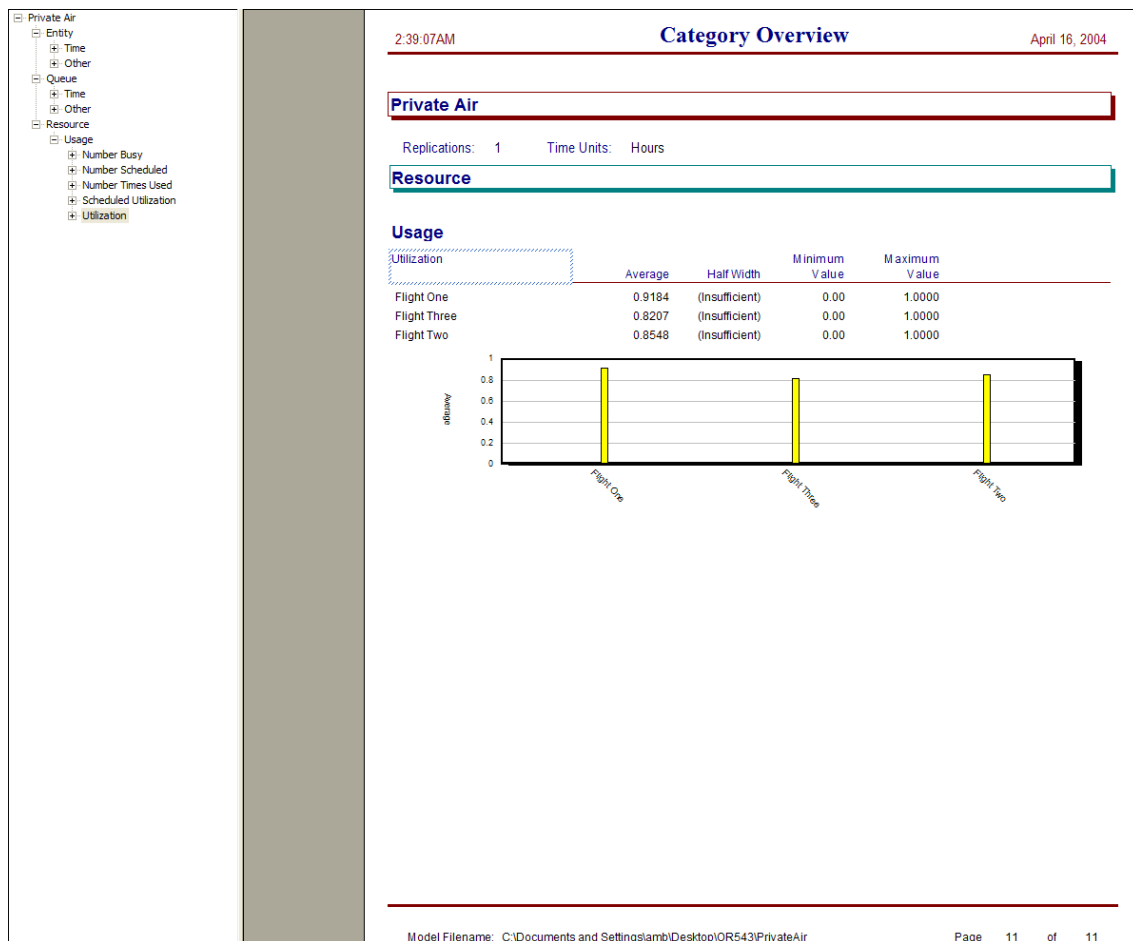 Private Air
Entity
Time
Other
Queue
Time
Other
Resource
Usage
Number Busy
Number Scheduled
Number Times Used
Scheduled Utilization
Utilization
2:39:07AM Category Overview April 16, 2004
Private Air
Replications: 1 Time Units: Hours
Resource
Usage
Utilization Average Half Width Minimum Value Maximum Value
Flight One 0.9184 (Insufficient) 0.00 1.0000
Flight Three 0.8207 (Insufficient) 0.00 1.0000
Flight Two 0.8548 (Insufficient) 0.00 1.0000
Average
1
0.8
0.6
0.4
0.2
0
Flight One Flight Three Flight Two
Model Filename: C:\Documents and Settings\amb\Desktop\OR543\PrivateAir Page 11 of 11